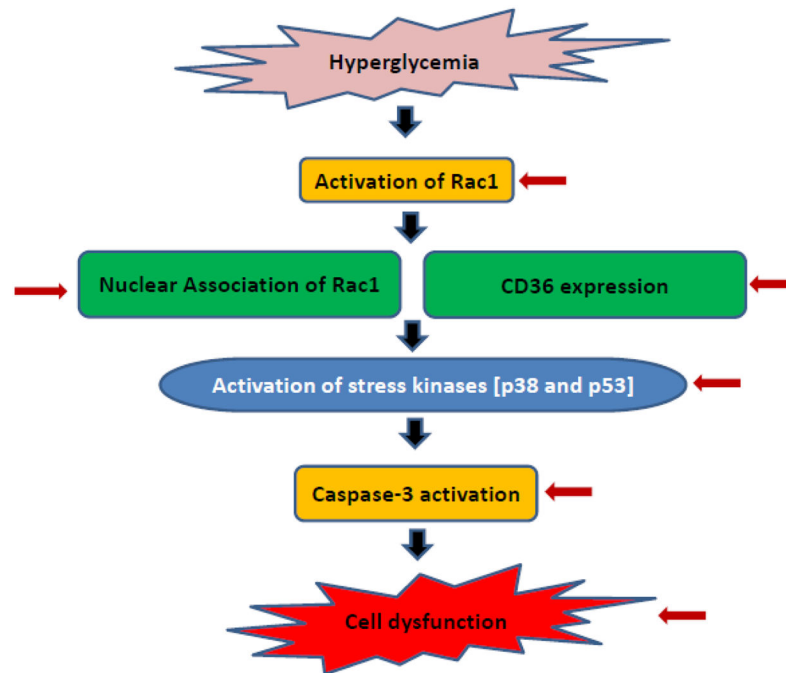 Hyperglycemia
Activation of Rac1
Nuclear Association of Rac1
CD36 expression
Activation of stress kinases [p38 and p53]
Caspase-3 activation
Cell dysfunction